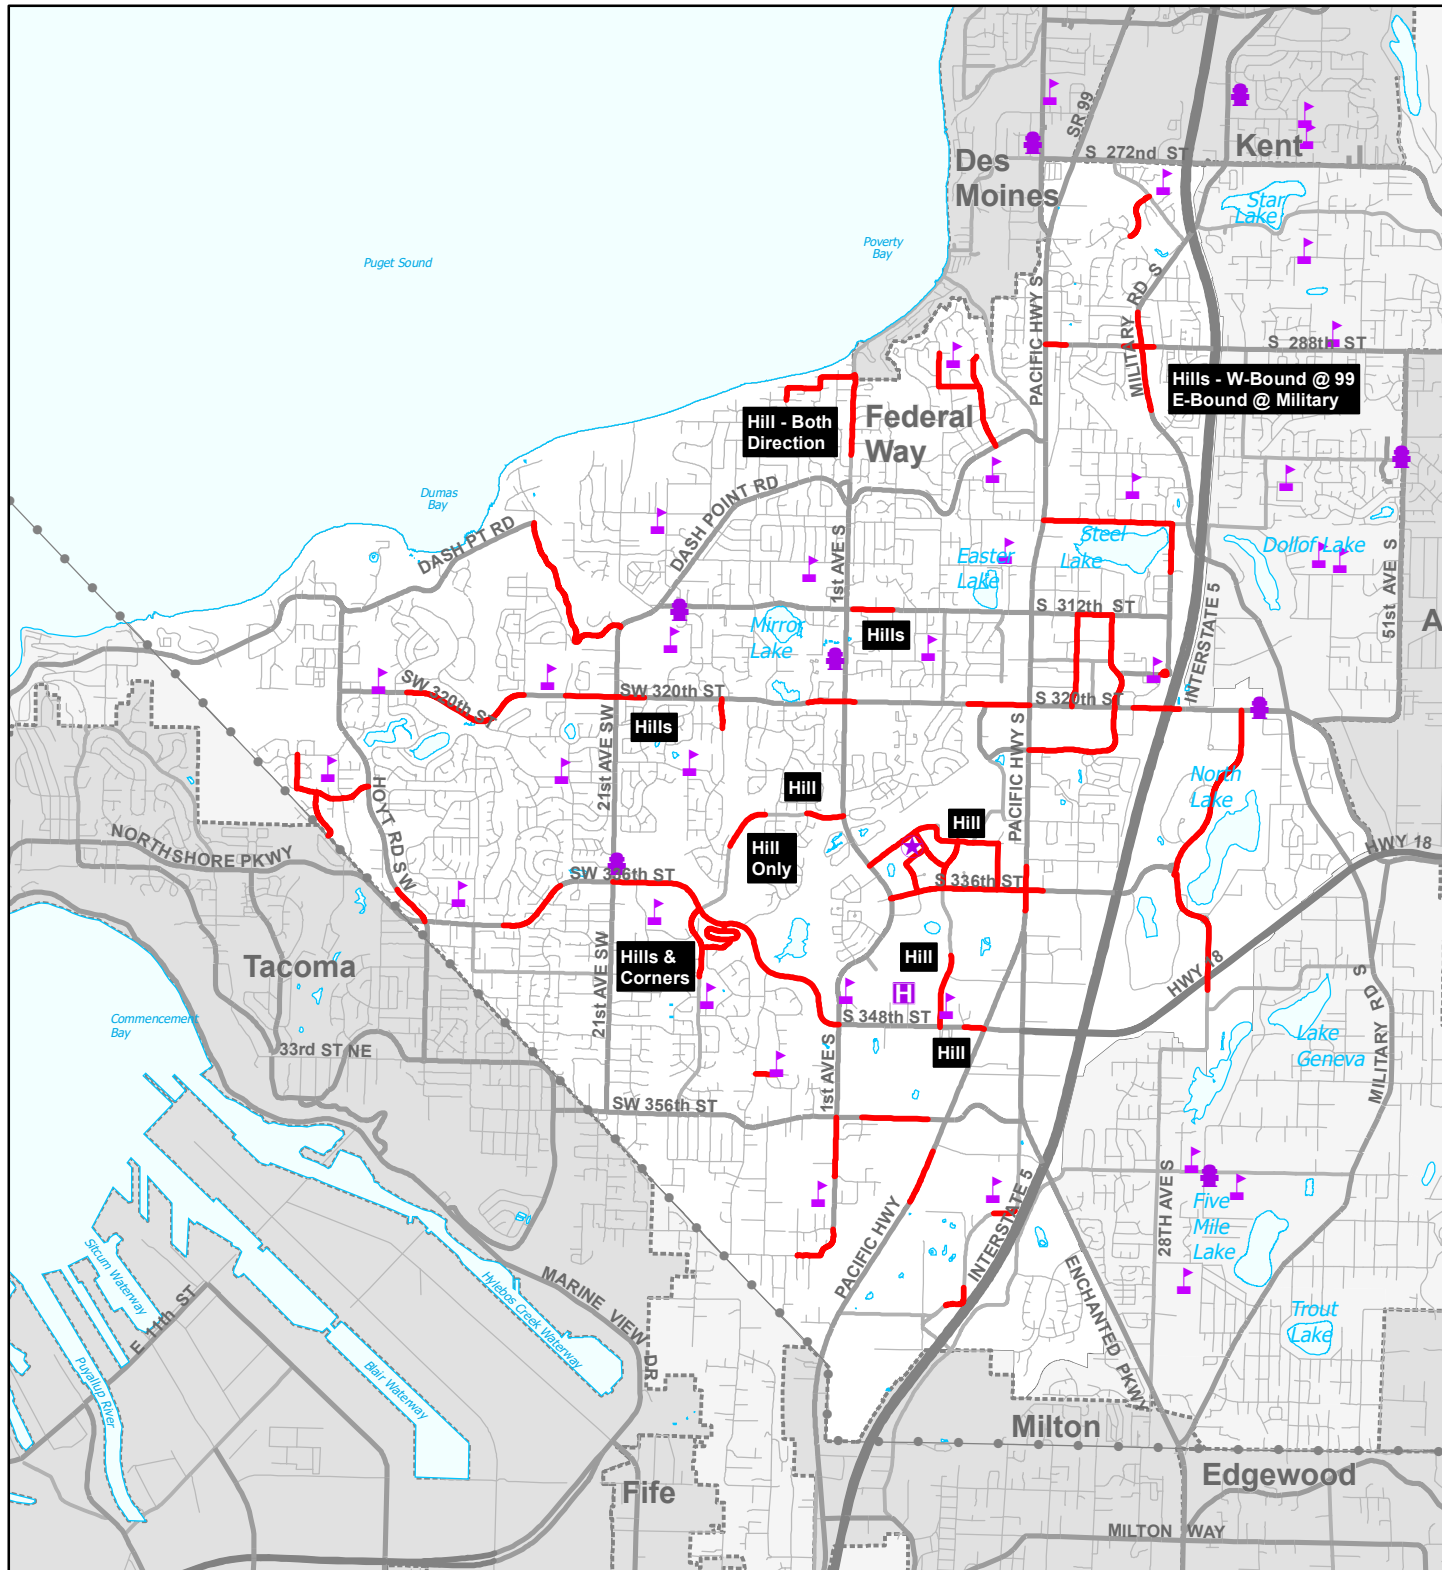 SR 99
S 272nd ST
Kent
Des
Moines
Star
Lake
Poverty
Bay
Puget Sound
PACIFIC HWY S
MILITARY RD S
S 288th ST
Hills - W-Bound @ 99
E-Bound @ Military
Hill - Both
Direction
Federal
Way
Dumas
Bay
DASH PT RD
DASH POINT RD
1st AVE S
Steel
Lake
Easter
Lake
Dollof Lake
51st AVE S
A
S 312th ST
INTERSTATE 5
Mirror
Lake
Hills
SW 320th ST
SW 320th ST
S 320th ST
Hills
21st AVE SW
PACIFIC HWY S
North
Lake
HOYT RD SW
Hill
Hill
Hill
Only
NORTHSHORE PKWY
HWY 18
SW 336th ST
S 336th ST
Tacoma
Hills &
Corners
Hill
HWY 18
21st AVE SW
Commencement
Bay
S 348th ST
Lake
Geneva
MILITARY RD S
33rd ST NE
Hill
1st AVE S
SW 356th ST
28TH AVE S
Five
Mile
Lake
Sitcum Waterway
E 11th ST
Hylebos Creek Waterway
MARINE VIEW DR
PACIFIC HWY
INTERSTATE 5
ENCHANTED PKWY
Trout
Lake
Puyallup River
Blair Waterway
Milton
Edgewood
Fife
MILTON WAY